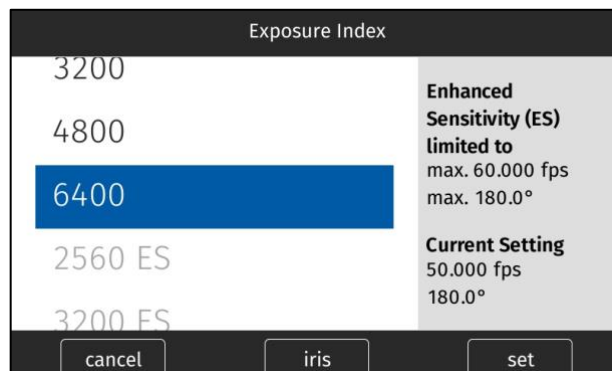 Exposure Index
3200
4800
6400
2560 ES
3200 ES
Enhanced
Sensitivity (ES)
limited to
max. 60.000 fps
max. 180.0°
Current Setting
50.000 fps
180.0°
cancel
iris
set